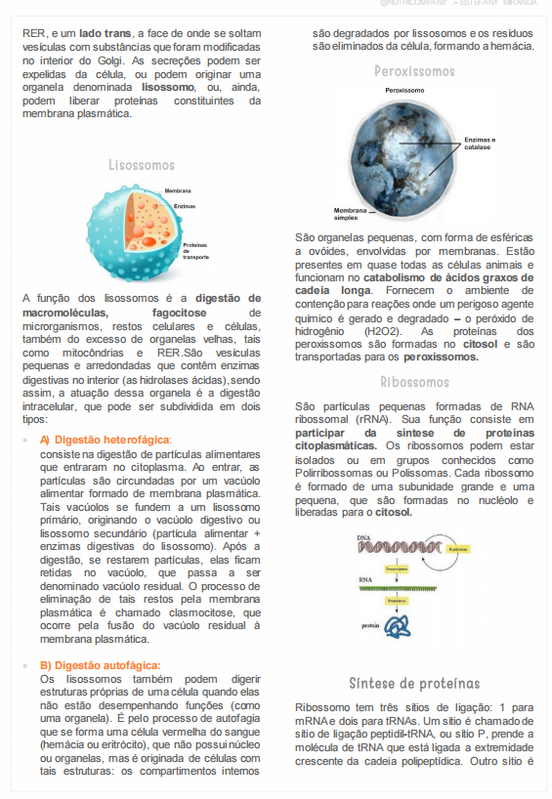 @NUTRICOMFANY – ESTEFANY MIRANDA
RER, e um lado trans, a face de onde se soltam
vesículas com substâncias que foram modificadas
no interior do Golgi. As secreções podem ser
expelidas da célula, ou podem originar uma
organela denominada lisossomo, ou, ainda,
podem liberar proteínas constituintes da
membrana plasmática.
Lisossomos
Membrana
Enzimas
Proteínas
de
transporte
A função dos lisossomos é a digestão de
macromoléculas, fagocitose de
microrganismos, restos celulares e células,
também do excesso de organelas velhas, tais
como mitocôndrias e RER.São vesículas
pequenas e arredondadas que contêm enzimas
digestivas no interior (as hidrolases ácidas),sendo
assim, a atuação dessa organela é a digestão
intracelular, que pode ser subdividida em dois
tipos:
A) Digestão heterofágica:
consiste na digestão de partículas alimentares
que entraram no citoplasma. Ao entrar, as
partículas são circundadas por um vacúolo
alimentar formado de membrana plasmática.
Tais vacúolos se fundem a um lisossomo
primário, originando o vacúolo digestivo ou
lisossomo secundário (partícula alimentar +
enzimas digestivas do lisossomo). Após a
digestão, se restarem partículas, elas ficam
retidas no vacúolo, que passa a ser
denominado vacúolo residual. O processo de
eliminação de tais restos pela membrana
plasmática é chamado clasmocitose, que
ocorre pela fusão do vacúolo residual à
membrana plasmática.
B) Digestão autofágica:
Os lisossomos também podem digerir
estruturas próprias de uma célula quando elas
não estão desempenhando funções (como
uma organela). É pelo processo de autofagia
que se forma uma célula vermelha do sangue
(hemácia ou eritrócito), que não possui núcleo
ou organelas, mas é originada de células com
tais estruturas: os compartimentos internos
são degradados por lissosomos e os resíduos
são eliminados da célula, formando a hemácia.
Peroxissomos
Peroxissomo
Enzimas e
catalase
Membrana
simples
São organelas pequenas, com forma de esféricas
a ovóides, envolvidas por membranas. Estão
presentes em quase todas as células animais e
funcionam no catabolismo de ácidos graxos de
cadeia longa. Fornecem o ambiente de
contenção para reações onde um perigoso agente
químico é gerado e degradado – o peróxido de
hidrogênio (H2O2). As proteínas dos
peroxissomos são formadas no citosol e são
transportadas para os peroxissomos.
Ribossomos
São partículas pequenas formadas de RNA
ribossomal (rRNA). Sua função consiste em
participar da síntese de proteínas
citoplasmáticas. Os ribossomos podem estar
isolados ou em grupos conhecidos como
Polirribossomos ou Polissomas. Cada ribossomo
é formado de uma subunidade grande e uma
pequena, que são formadas no nucléolo e
liberadas para o citosol.
DNA
RNA
protein
Síntese de proteínas
Ribossomo tem três sítios de ligação: 1 para
mRNA e dois para tRNAs. Um sítio é chamado de
sítio de ligação peptidil-tRNA, ou sítio P, prende a
molécula de tRNA que está ligada a extremidade
crescente da cadeia polipeptídica. Outro sítio é